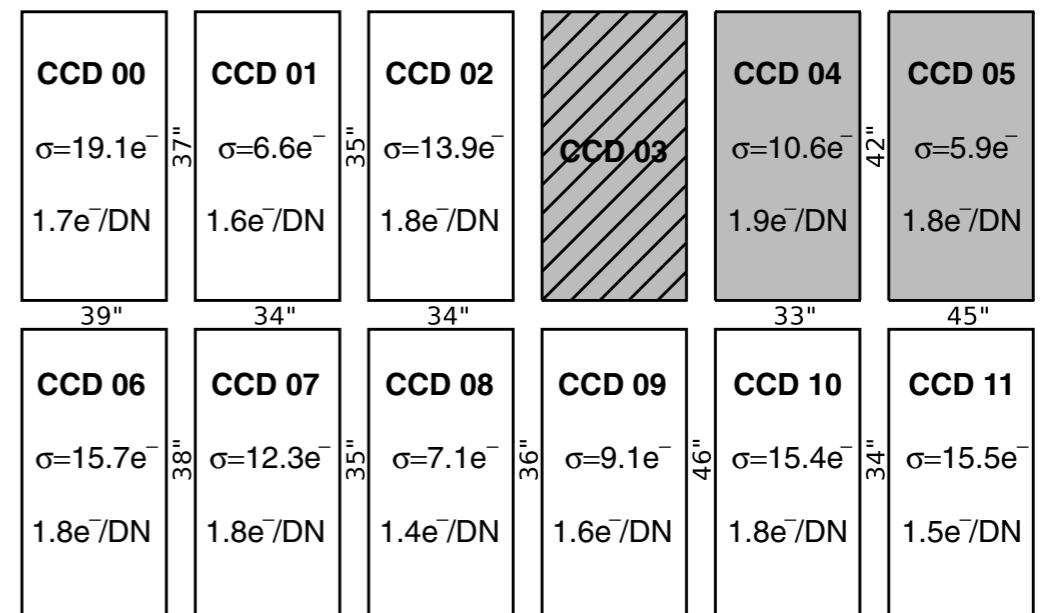 CCD 00
σ=19.1e⁻
1.7e⁻/DN
37"
CCD 01
σ=6.6e⁻
1.6e⁻/DN
35"
CCD 02
σ=13.9e⁻
1.8e⁻/DN
CCD 03
CCD 04
σ=10.6e⁻
1.9e⁻/DN
42"
CCD 05
σ=5.9e⁻
1.8e⁻/DN
39"
34"
34"
33"
45"
CCD 06
σ=15.7e⁻
1.8e⁻/DN
38"
CCD 07
σ=12.3e⁻
1.8e⁻/DN
35"
CCD 08
σ=7.1e⁻
1.4e⁻/DN
36"
CCD 09
σ=9.1e⁻
1.6e⁻/DN
46"
CCD 10
σ=15.4e⁻
1.8e⁻/DN
34"
CCD 11
σ=15.5e⁻
1.5e⁻/DN